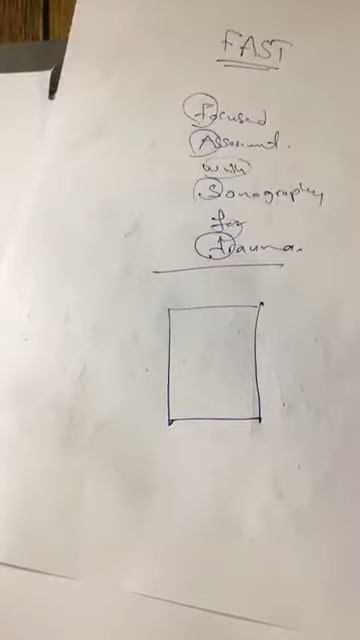 FAST
Focused
Assessment.
with
Sonography
for
Trauma.